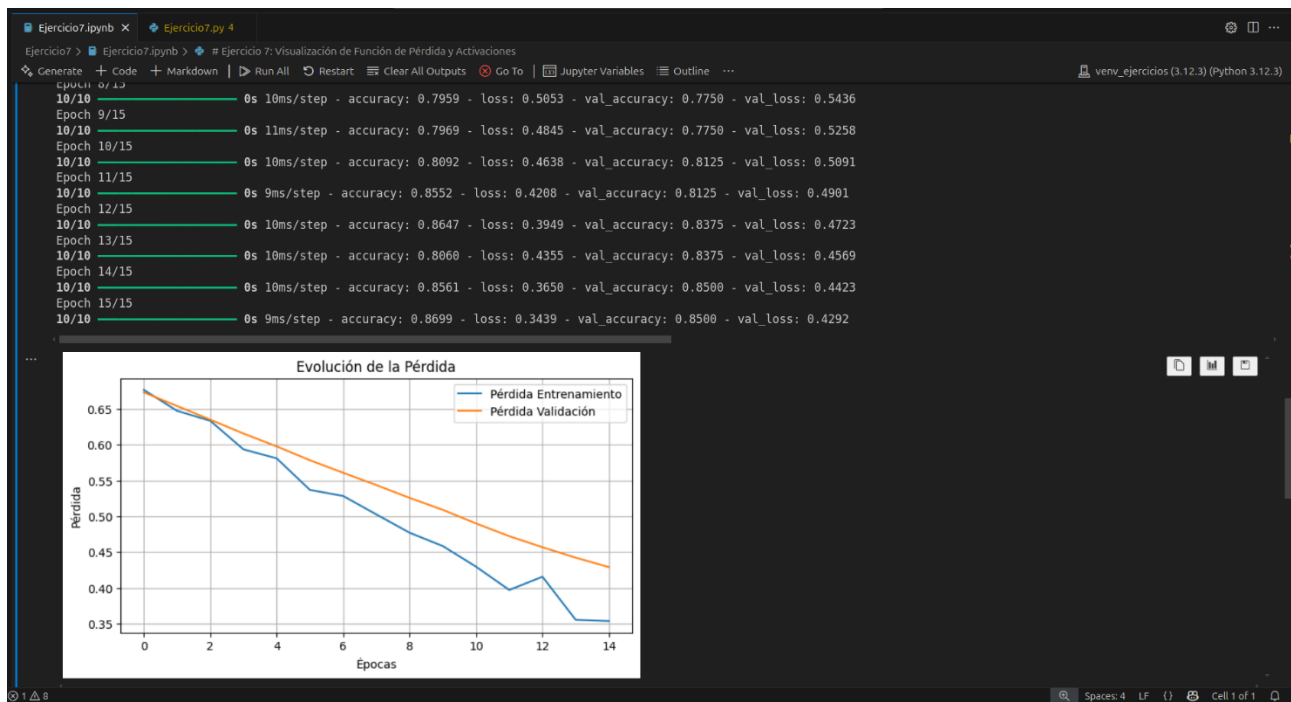 Ejercicio7.ipynb Ejercicio7.py 4
Ejercicio7 > Ejercicio7.ipynb > # Ejercicio 7: Visualización de Función de Pérdida y Activaciones
Generate + Code + Markdown | Run All Restart Clear All Outputs Go To | Jupyter Variables Outline ... venv_ejercicios (3.12.3) (Python 3.12.3)
Epoch 8/15
10/10 0s 10ms/step - accuracy: 0.7959 - loss: 0.5053 - val_accuracy: 0.7750 - val_loss: 0.5436
Epoch 9/15
10/10 0s 11ms/step - accuracy: 0.7969 - loss: 0.4845 - val_accuracy: 0.7750 - val_loss: 0.5258
Epoch 10/15
10/10 0s 10ms/step - accuracy: 0.8092 - loss: 0.4638 - val_accuracy: 0.8125 - val_loss: 0.5091
Epoch 11/15
10/10 0s 9ms/step - accuracy: 0.8552 - loss: 0.4208 - val_accuracy: 0.8125 - val_loss: 0.4901
Epoch 12/15
10/10 0s 10ms/step - accuracy: 0.8647 - loss: 0.3949 - val_accuracy: 0.8375 - val_loss: 0.4723
Epoch 13/15
10/10 0s 10ms/step - accuracy: 0.8060 - loss: 0.4355 - val_accuracy: 0.8375 - val_loss: 0.4569
Epoch 14/15
10/10 0s 10ms/step - accuracy: 0.8561 - loss: 0.3650 - val_accuracy: 0.8500 - val_loss: 0.4423
Epoch 15/15
10/10 0s 9ms/step - accuracy: 0.8699 - loss: 0.3439 - val_accuracy: 0.8500 - val_loss: 0.4292
...
Evolución de la Pérdida
Pérdida Entrenamiento
Pérdida Validación
0.65
0.60
0.55
0.50
0.45
0.40
0.35
Pérdida
0 2 4 6 8 10 12 14
Épocas
1 8 Spaces: 4 LF {} Cell 1 of 1